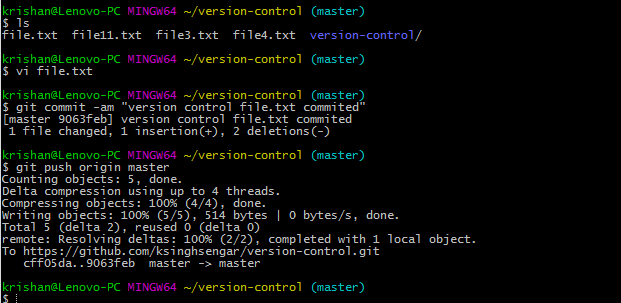 krishan@Lenovo-PC MINGW64 ~/version-control (master)
$ ls
file.txt  file11.txt  file3.txt  file4.txt  version-control/

krishan@Lenovo-PC MINGW64 ~/version-control (master)
$ vi file.txt

krishan@Lenovo-PC MINGW64 ~/version-control (master)
$ git commit -am "version control file.txt commited"
[master 9063feb] version control file.txt commited
 1 file changed, 1 insertion(+), 2 deletions(-)

krishan@Lenovo-PC MINGW64 ~/version-control (master)
$ git push origin master
Counting objects: 5, done.
Delta compression using up to 4 threads.
Compressing objects: 100% (4/4), done.
Writing objects: 100% (5/5), 514 bytes | 0 bytes/s, done.
Total 5 (delta 2), reused 0 (delta 0)
remote: Resolving deltas: 100% (2/2), completed with 1 local object.
To https://github.com/ksinghsengar/version-control.git
   cff05da..9063feb  master -> master

krishan@Lenovo-PC MINGW64 ~/version-control (master)
$